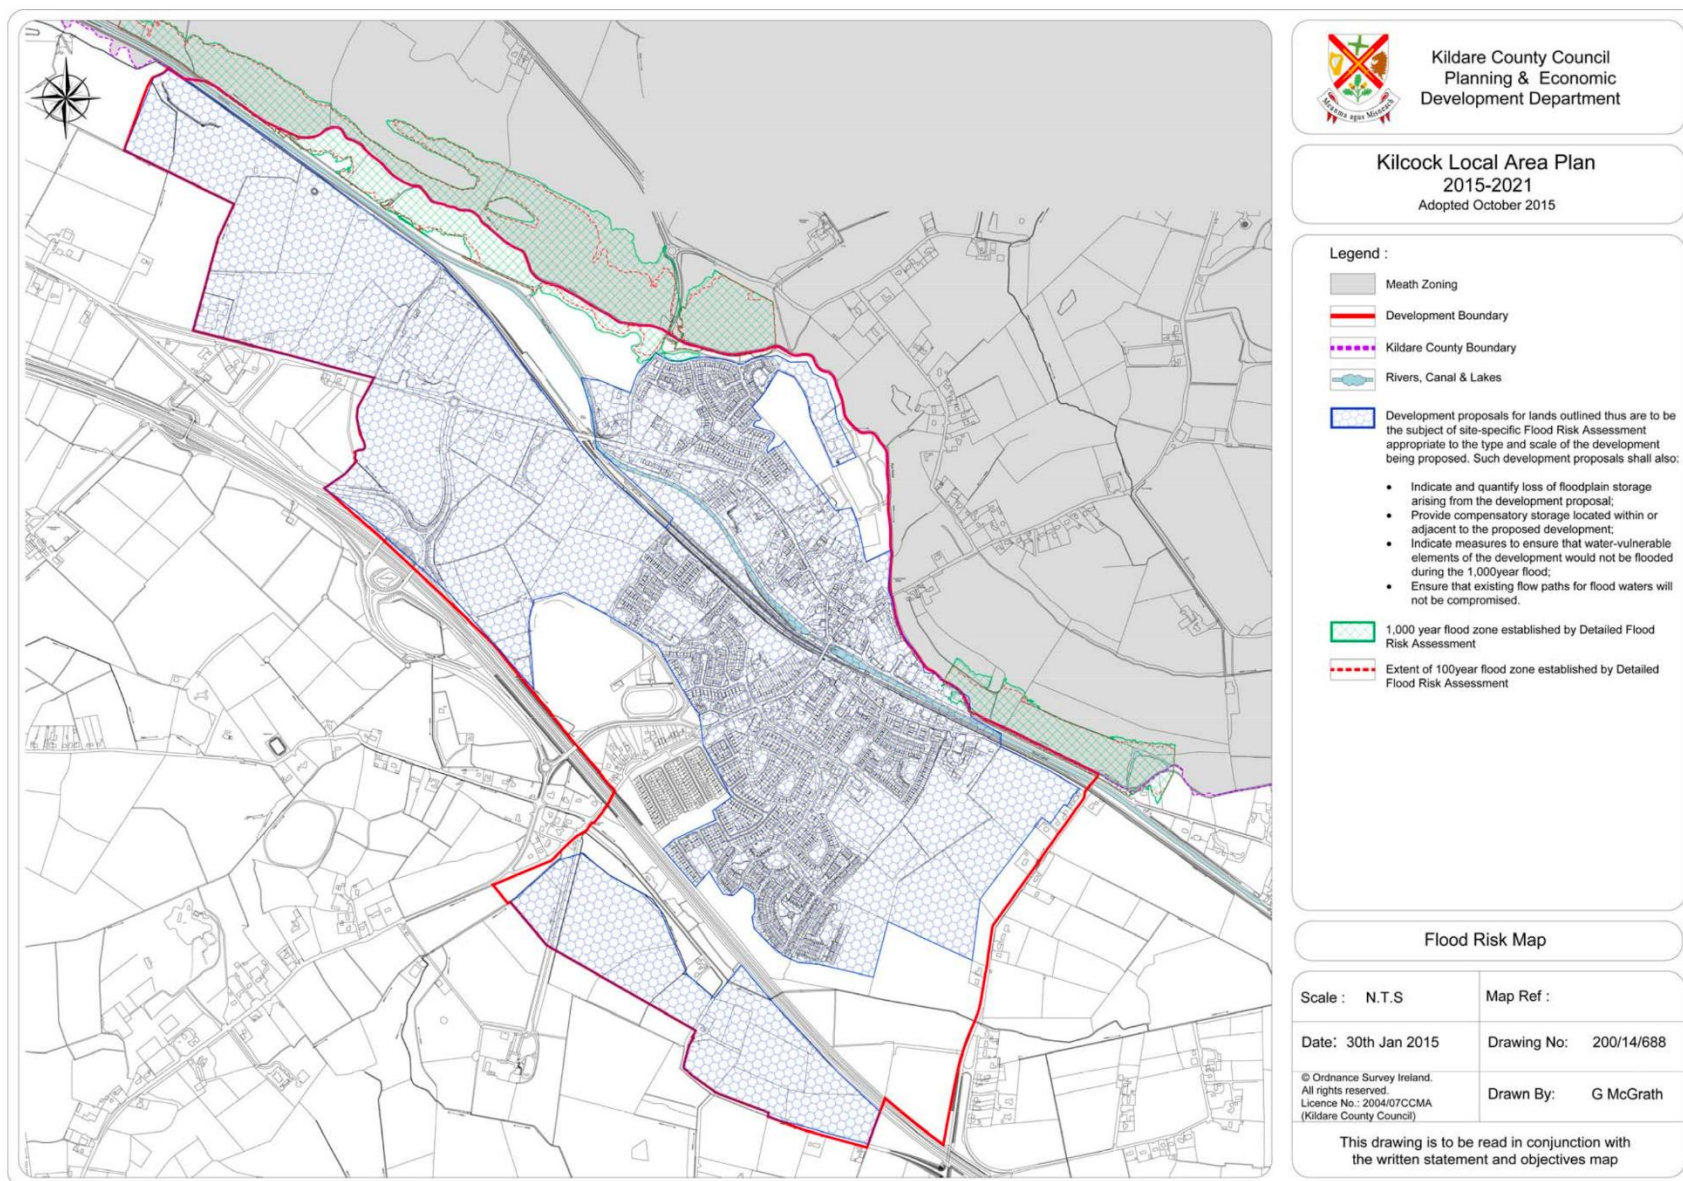 Kildare County Council
Planning & Economic
Development Department
Meanma agus Misneach
Kilcock Local Area Plan
2015-2021
Adopted October 2015
Legend :
Meath Zoning
Development Boundary
Kildare County Boundary
Rivers, Canal & Lakes
Development proposals for lands outlined thus are to be
the subject of site-specific Flood Risk Assessment
appropriate to the type and scale of the development
being proposed. Such development proposals shall also:
• Indicate and quantify loss of floodplain storage
arising from the development proposal;
• Provide compensatory storage located within or
adjacent to the proposed development;
• Indicate measures to ensure that water-vulnerable
elements of the development would not be flooded
during the 1,000year flood;
• Ensure that existing flow paths for flood waters will
not be compromised.
1,000 year flood zone established by Detailed Flood
Risk Assessment
Extent of 100year flood zone established by Detailed
Flood Risk Assessment
Flood Risk Map
Scale : N.T.S
Map Ref :
Date: 30th Jan 2015
Drawing No: 200/14/688
© Ordnance Survey Ireland.
All rights reserved.
Licence No.: 2004/07CCMA
(Kildare County Council)
Drawn By: G McGrath
This drawing is to be read in conjunction with
the written statement and objectives map